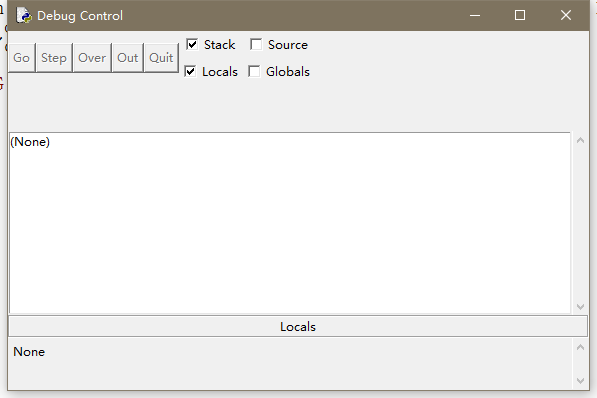 Debug Control
Go Step Over Out Quit
Stack Source
Locals Globals
(None)
Locals
None